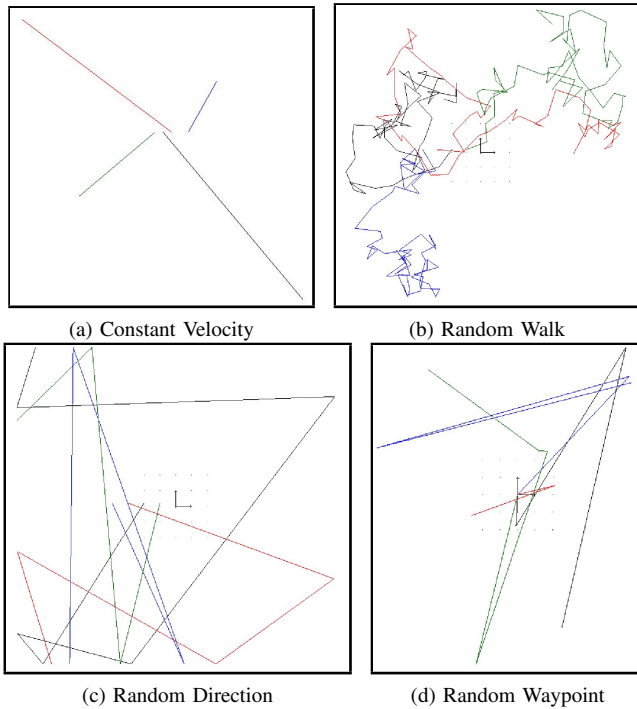 (a) Constant Velocity
(b) Random Walk
(c) Random Direction
(d) Random Waypoint